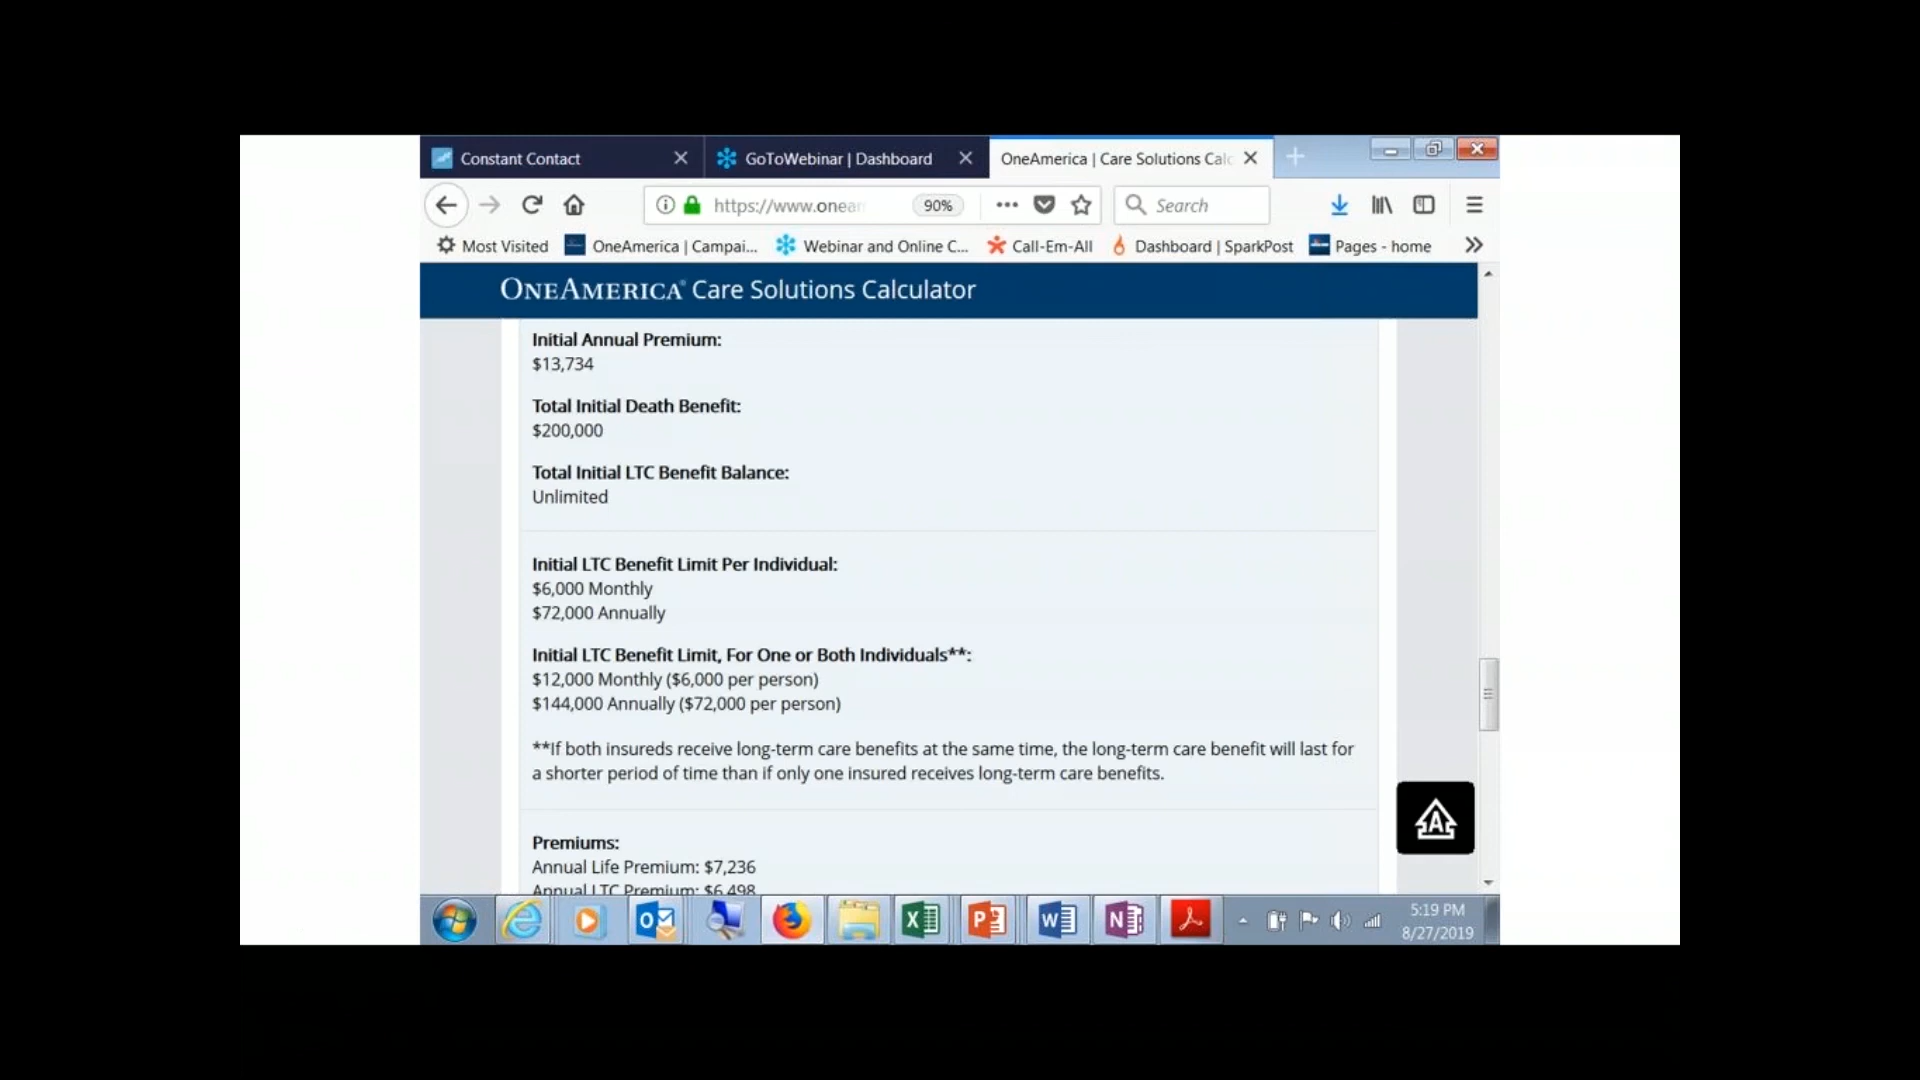 Constant Contact
GoToWebinar | Dashboard
OneAmerica | Care Solutions Calc
https://www.oneam
90%
Search
Most Visited
OneAmerica | Campai...
Webinar and Online C...
Call-Em-All
Dashboard | SparkPost
Pages - home
ONEAMERICA® Care Solutions Calculator
Initial Annual Premium:
$13,734
Total Initial Death Benefit:
$200,000
Total Initial LTC Benefit Balance:
Unlimited
Initial LTC Benefit Limit Per Individual:
$6,000 Monthly
$72,000 Annually
Initial LTC Benefit Limit, For One or Both Individuals**:
$12,000 Monthly ($6,000 per person)
$144,000 Annually ($72,000 per person)
**If both insureds receive long-term care benefits at the same time, the long-term care benefit will last for
a shorter period of time than if only one insured receives long-term care benefits.
Premiums:
Annual Life Premium: $7,236
Annual LTC Premium: $6,498
5:19 PM
8/27/2019